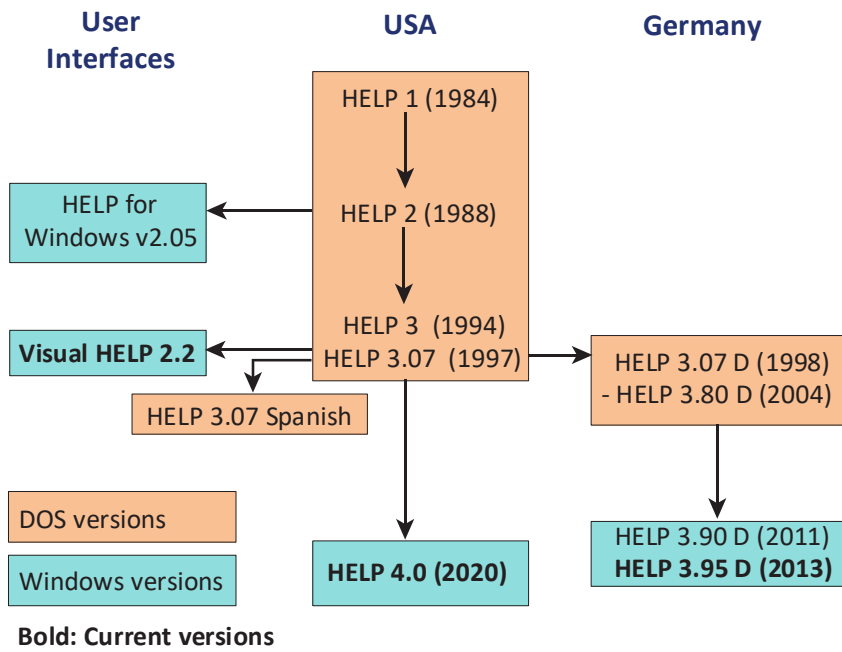 User
Interfaces
USA
Germany
HELP 1 (1984)
HELP for
Windows v2.05
HELP 2 (1988)
Visual HELP 2.2
HELP 3 (1994)
HELP 3.07 (1997)
HELP 3.07 D (1998)
- HELP 3.80 D (2004)
HELP 3.07 Spanish
DOS versions
Windows versions
HELP 4.0 (2020)
HELP 3.90 D (2011)
HELP 3.95 D (2013)
Bold: Current versions